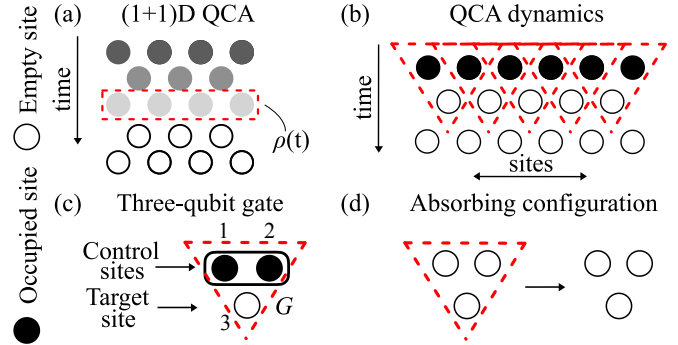 (a) (1+1)D QCA
(b) QCA dynamics
Empty site
time
ρ(t)
time
sites
(c) Three-qubit gate
(d) Absorbing configuration
Occupied site
1 2
Control
sites
Target
site
3
G